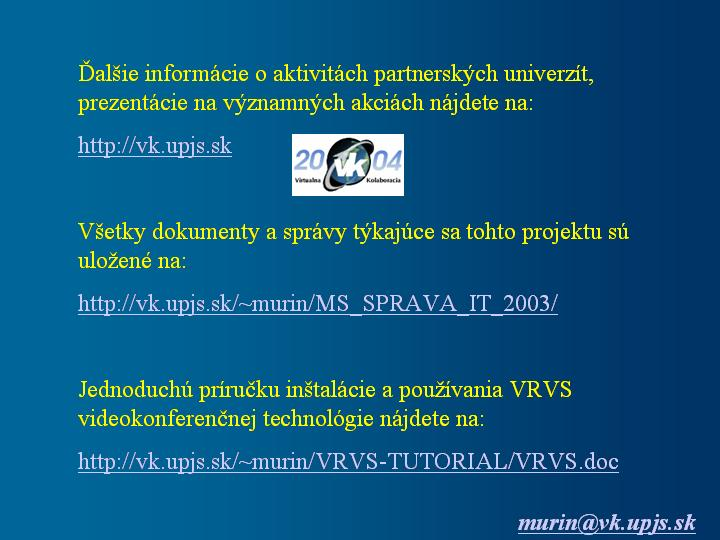 Ďalšie informácie o aktivitách partnerských univerzít,
prezentácie na významných akciách nájdete na:
http://vk.upjs.sk
20 vk 04
Virtualna Kolaboracia
Všetky dokumenty a správy týkajúce sa tohto projektu sú
uložené na:
http://vk.upjs.sk/~murin/MS_SPRAVA_IT_2003/
Jednoduchú príručku inštalácie a používania VRVS
videokonferenčnej technológie nájdete na:
http://vk.upjs.sk/~murin/VRVS-TUTORIAL/VRVS.doc
murin@vk.upjs.sk